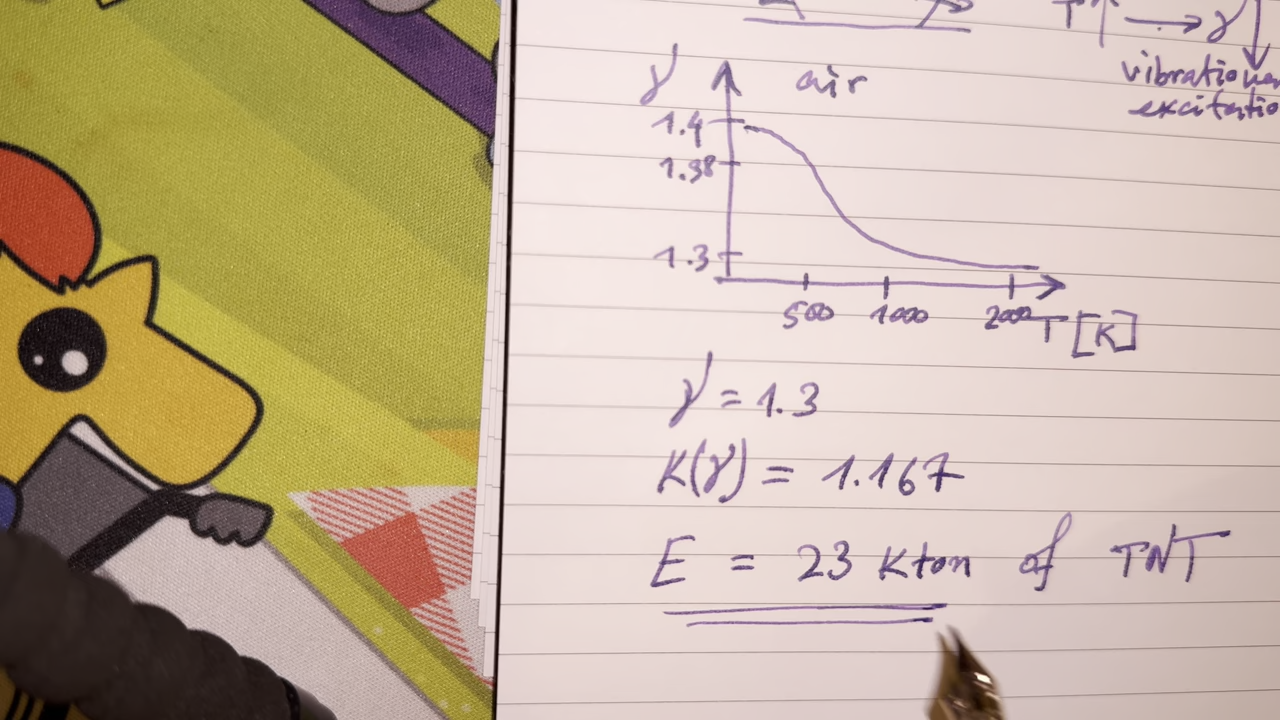 T↑ → γ↓
vibrationa
excitatio
γ air
1.4
1.38
1.3
500 1000 2000 T [K]
γ = 1.3
K(γ) = 1.167
E = 23 kton of TNT